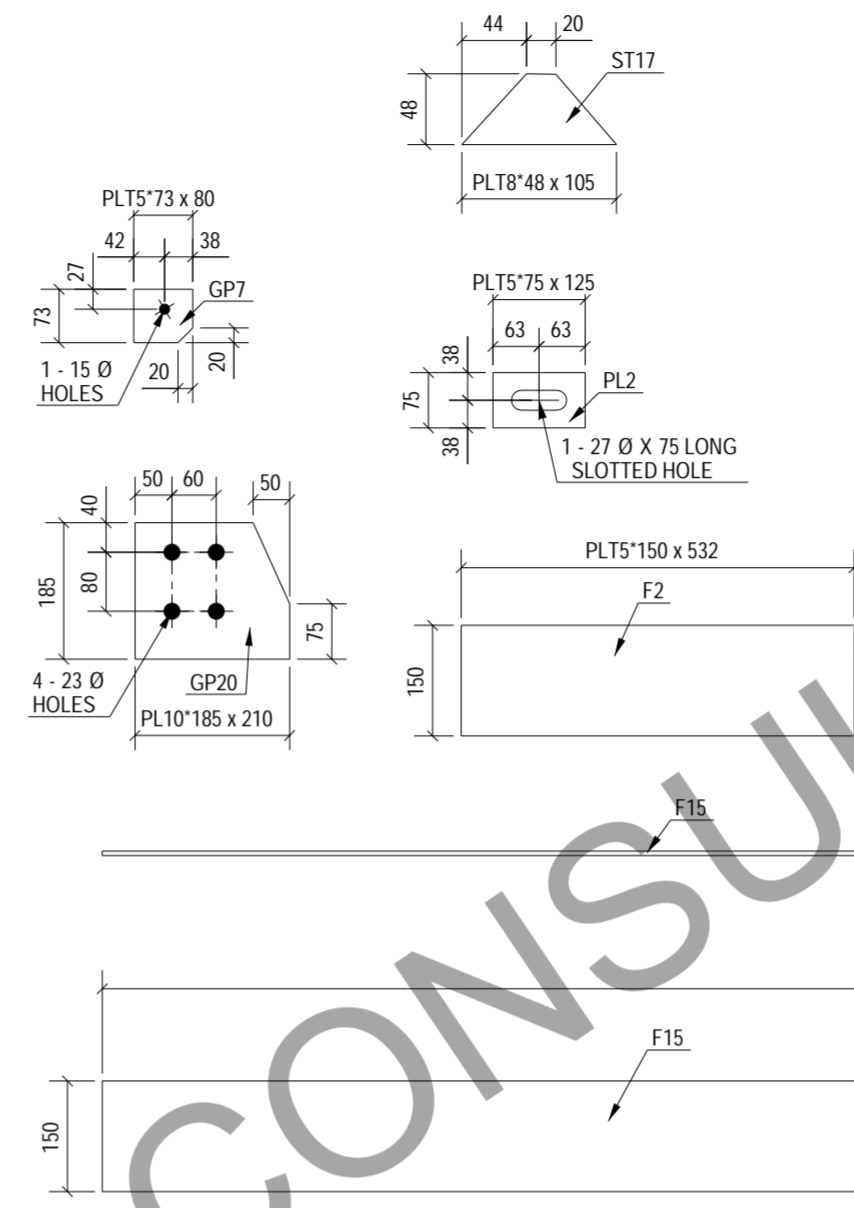 44
20
ST17
48
PLT8*48 x 105
PLT5*73 x 80
42
38
27
GP7
73
1 - 15 Ø
HOLES
20
20
PLT5*75 x 125
63
63
38
PL2
75
38
1 - 27 Ø X 75 LONG
SLOTTED HOLE
50
60
50
40
80
185
75
4 - 23 Ø
HOLES
GP20
PL10*185 x 210
PLT5*150 x 532
F2
150
F15
F15
150